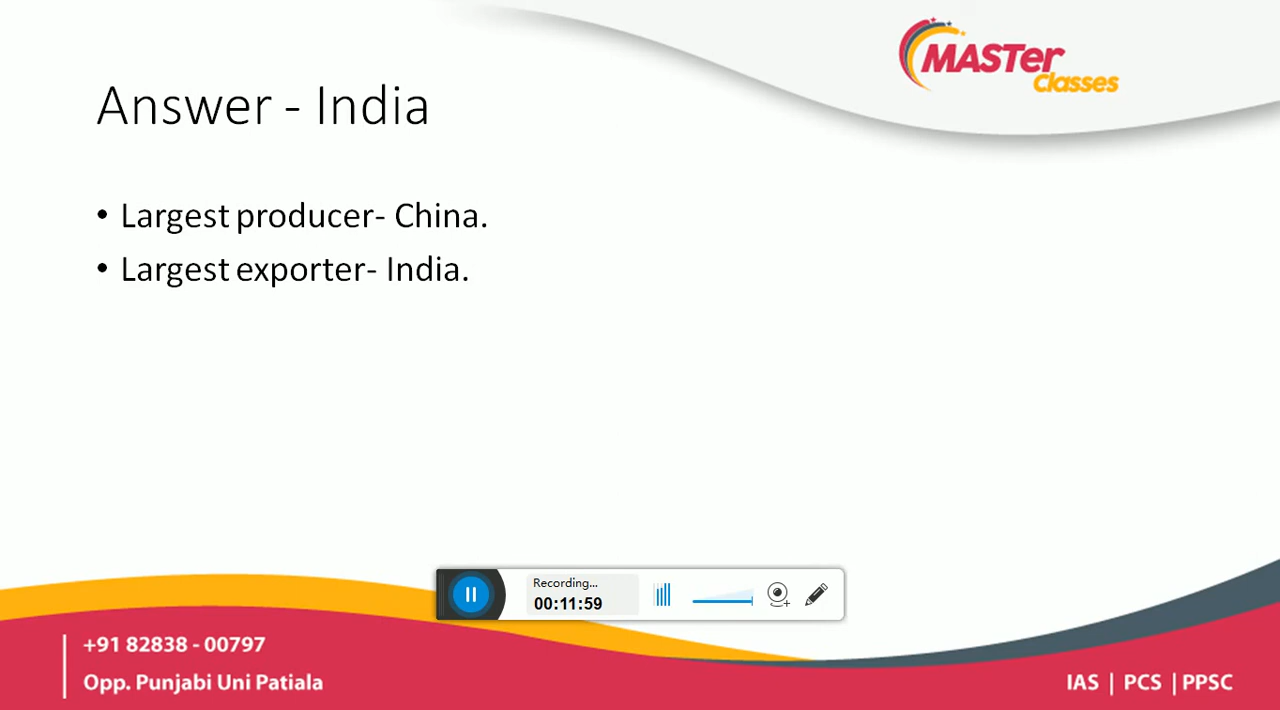 MASTer
Classes
Answer - India
• Largest producer- China.
• Largest exporter- India.
Recording...
00:11:59
+91 82838 - 00797
Opp. Punjabi Uni Patiala
IAS | PCS | PPSC